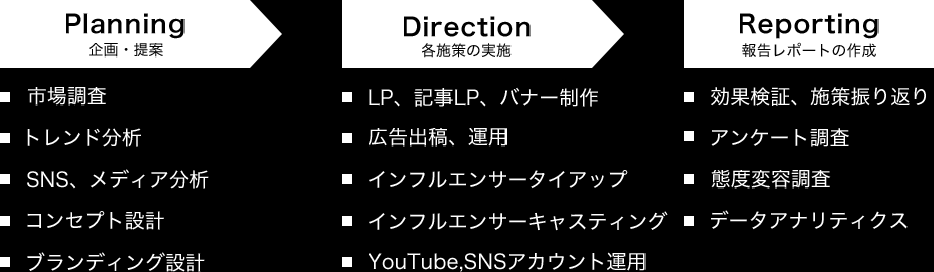 Planning
企画・提案
市場調査
トレンド分析
SNS、メディア分析
コンセプト設計
ブランディング設計
Direction
各施策の実施
LP、記事LP、バナー制作
広告出稿、運用
インフルエンサータイアップ
インフルエンサーキャスティング
YouTube,SNSアカウント運用
Reporting
報告レポートの作成
効果検証、施策振り返り
アンケート調査
態度変容調査
データアナリティクス